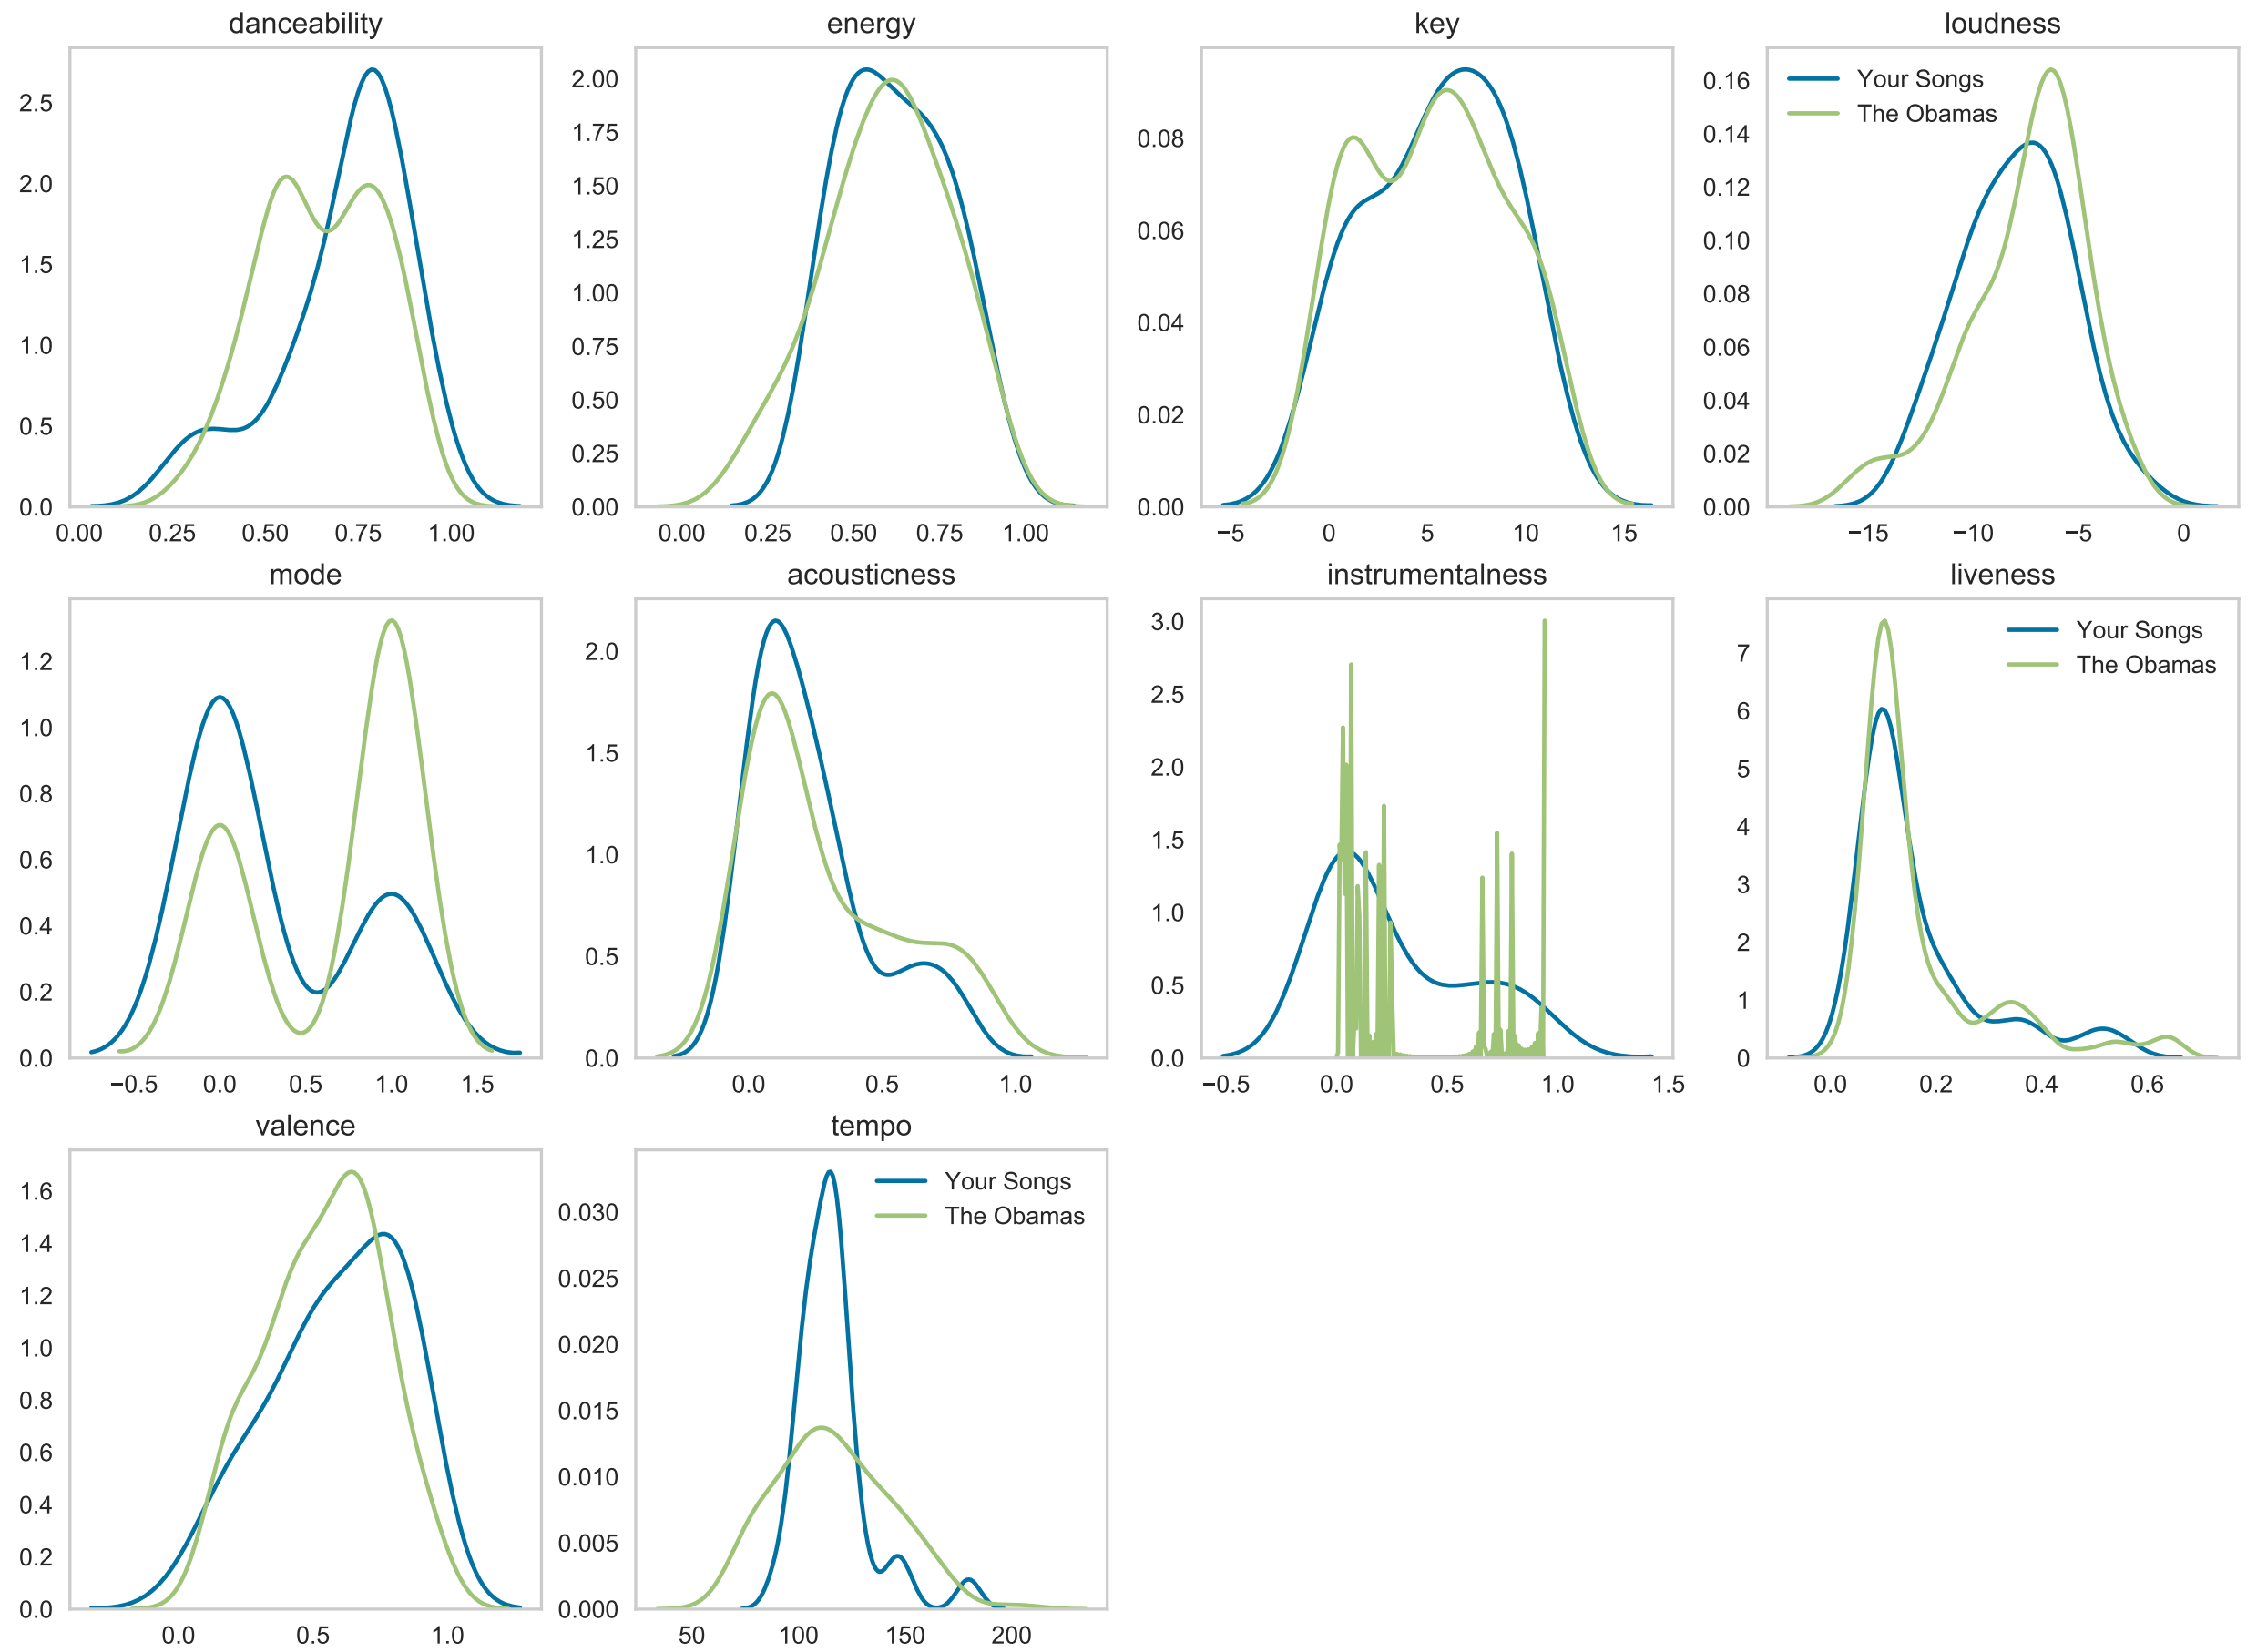 danceability
2.5
2.0
1.5
1.0
0.5
0.0
0.00 0.25 0.50 0.75 1.00
energy
2.00
1.75
1.50
1.25
1.00
0.75
0.50
0.25
0.00
0.00 0.25 0.50 0.75 1.00
key
0.08
0.06
0.04
0.02
0.00
−5 0 5 10 15
loudness
Your Songs
The Obamas
0.16
0.14
0.12
0.10
0.08
0.06
0.04
0.02
0.00
−15 −10 −5 0
mode
1.2
1.0
0.8
0.6
0.4
0.2
0.0
−0.5 0.0 0.5 1.0 1.5
acousticness
2.0
1.5
1.0
0.5
0.0
0.0 0.5 1.0
instrumentalness
3.0
2.5
2.0
1.5
1.0
0.5
0.0
−0.5 0.0 0.5 1.0 1.5
liveness
Your Songs
The Obamas
7
6
5
4
3
2
1
0
0.0 0.2 0.4 0.6
valence
1.6
1.4
1.2
1.0
0.8
0.6
0.4
0.2
0.0
0.0 0.5 1.0
tempo
Your Songs
The Obamas
0.030
0.025
0.020
0.015
0.010
0.005
0.000
50 100 150 200